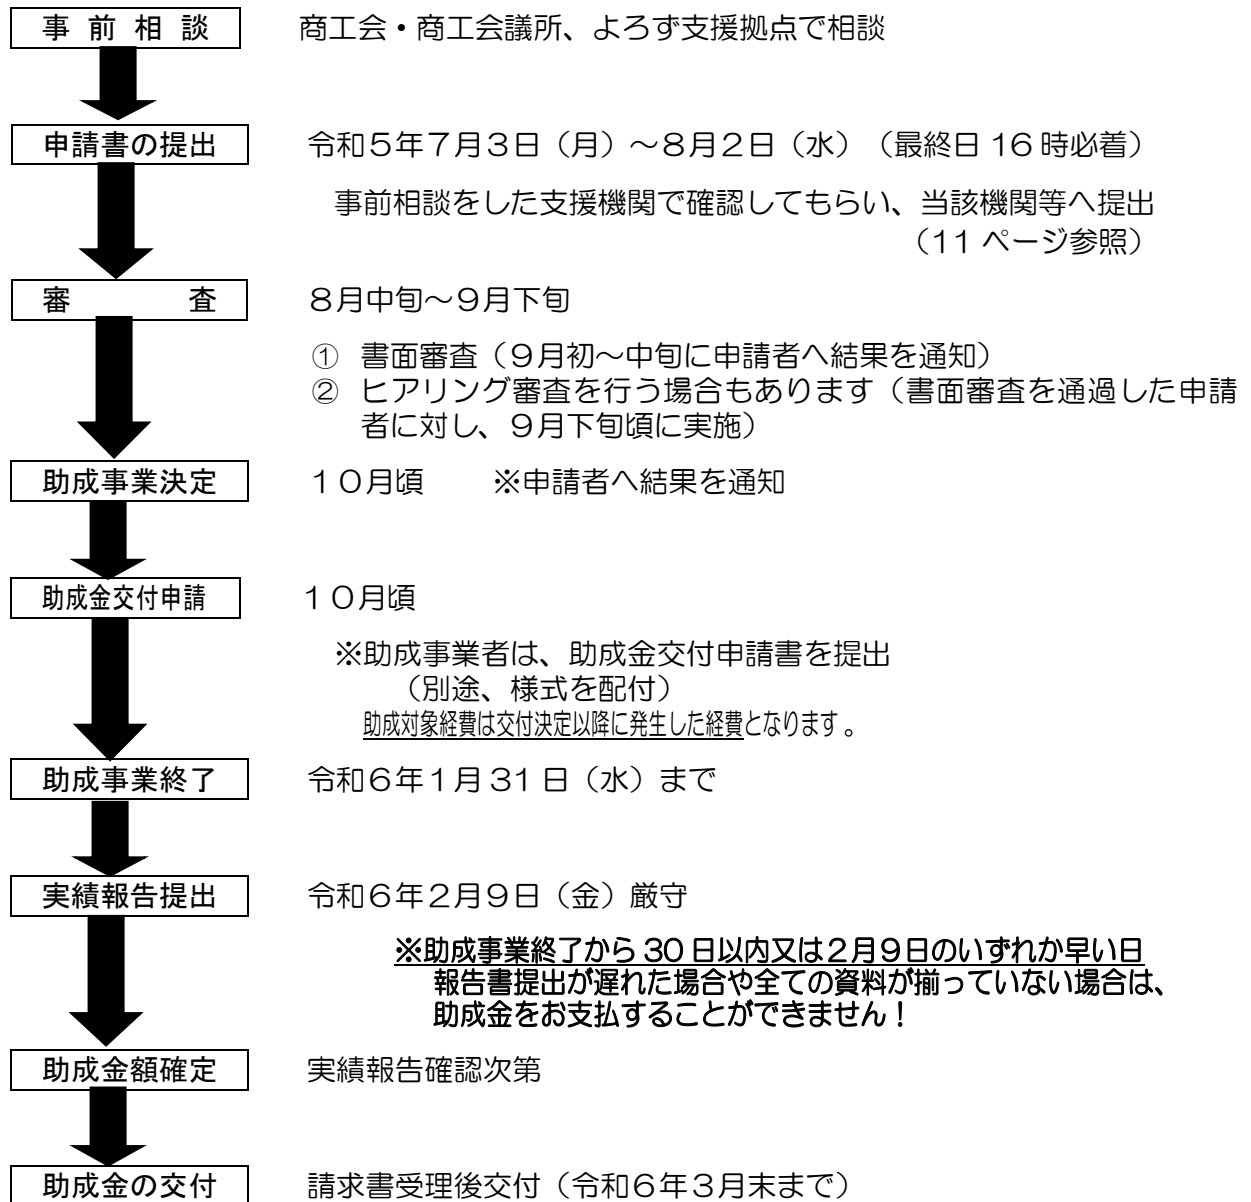 事 前 相 談 商工会・商工会議所、よろず支援拠点で相談
申請書の提出 令和５年７月３日（月）～８月２日（水）（最終日 16 時必着）
事前相談をした支援機関で確認してもらい、当該機関等へ提出
（11 ページ参照）
審 査 ８月中旬～９月下旬
① 書面審査（９月初～中旬に申請者へ結果を通知）
② ヒアリング審査を行う場合もあります（書面審査を通過した申請
者に対し、９月下旬頃に実施）
助成事業決定 １０月頃 ※申請者へ結果を通知
助成金交付申請 １０月頃
※助成事業者は、助成金交付申請書を提出
（別途、様式を配付）
助成対象経費は交付決定以降に発生した経費となります。
助成事業終了 令和６年１月 31 日（水）まで
実績報告提出 令和６年２月９日（金）厳守
※助成事業終了から 30 日以内又は２月９日のいずれか早い日
報告書提出が遅れた場合や全ての資料が揃っていない場合は、
助成金をお支払することができません！
助成金額確定 実績報告確認次第
助成金の交付 請求書受理後交付（令和６年３月末まで）